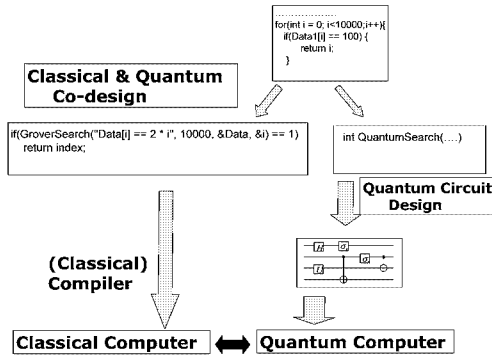 ....................
for(int i = 0; i<10000;i++){
if(Data1[i] == 100) {
return i;
}
Classical & Quantum
Co-design
if(GroverSearch("Data[i] == 2 * i", 10000, &Data, &i) == 1)
return index;
int QuantumSearch(....)
Quantum Circuit
Design
(Classical)
Compiler
H
Classical Computer
Quantum Computer